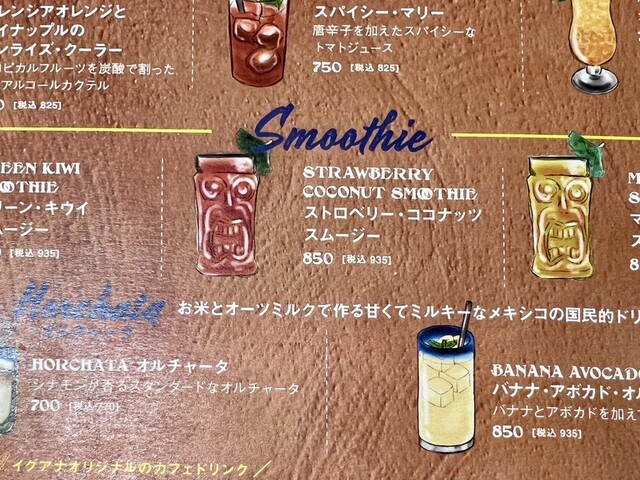 レンシアオレンジと
イナップルの
ンライズ・クーラー
ロピカルフルーツを炭酸で割った
アルコールカクテル
0 [税込 825]
スパイシー・マリー
唐辛子を加えたスパイシーな
トマトジュース
750 [税込 825]
Smoothie
EEN KIWI
OOTHIE
リーン・キウイ
ムージー
[税込 935]
STRAWBERRY
COCONUT SMOOTHIE
ストロベリー・ココナッツ
スムージー
850 [税込 935]
M
S
8
Horchata
お米とオーツミルクで作る甘くてミルキーなメキシコの国民的ドリ
HORCHATA オルチャータ
シナモンが香るスタンダードなオルチャータ
700 [税込 770]
BANANA AVOCADO
バナナ・アボカド・オル
バナナとアボカドを加え
850 [税込 935]
イグアナオリジナルのカフェドリンク